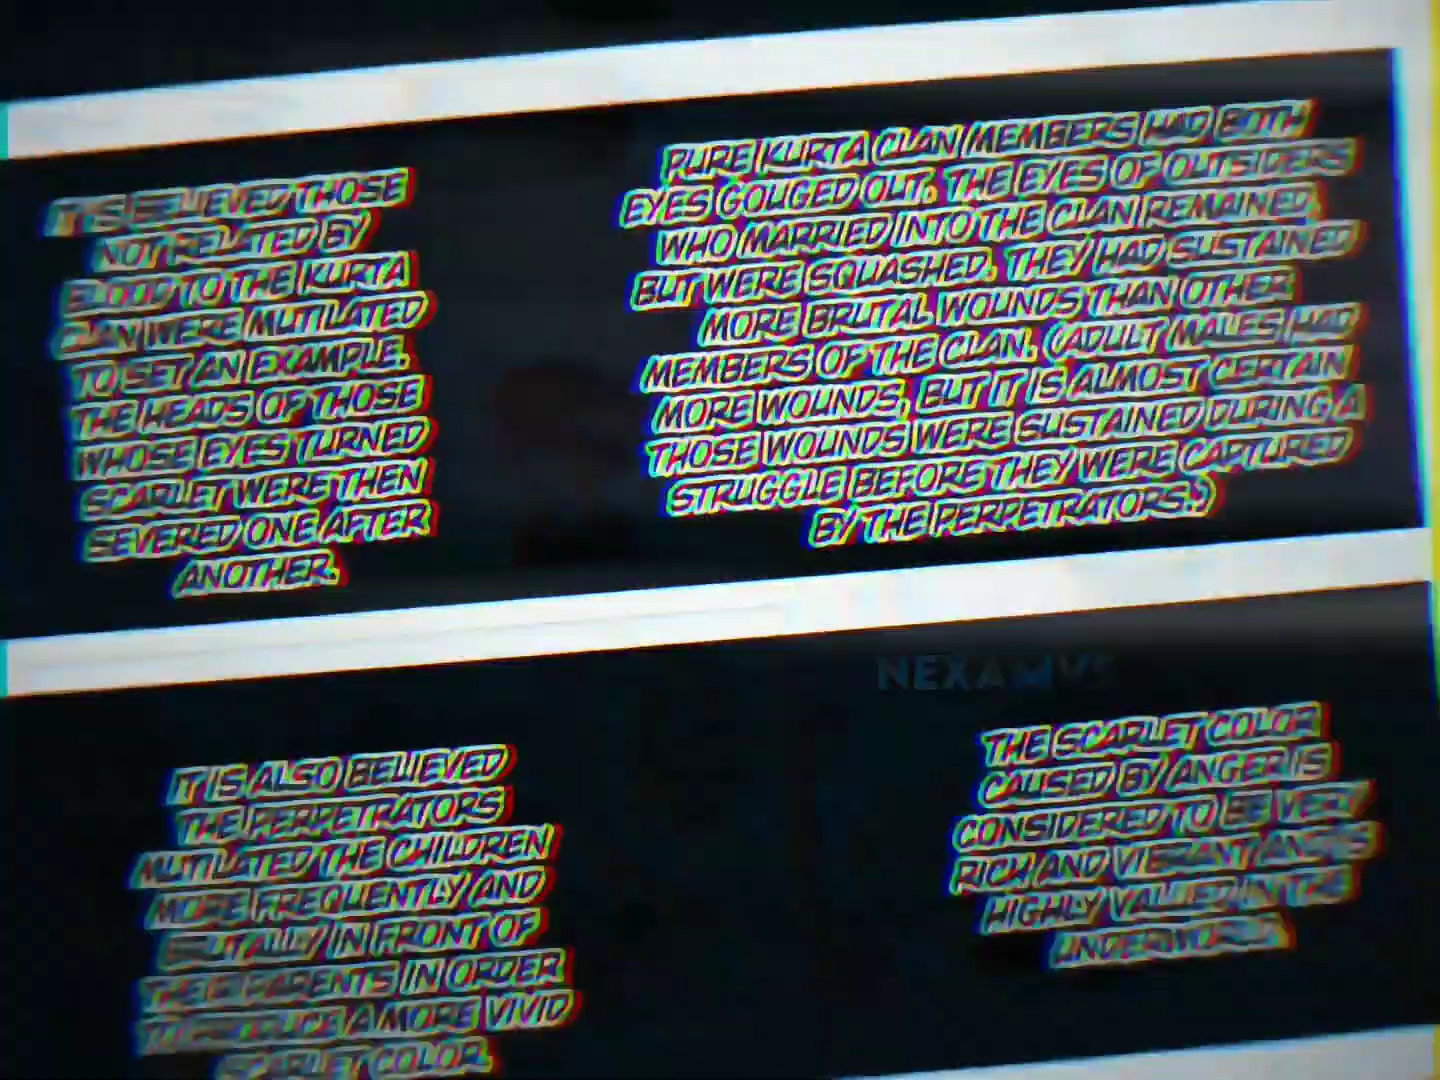 PURE KURTA CLAN MEMBERS HAD BOTH
EYES GOUGED OUT. THE EYES OF OUTSIDERS
WHO MARRIED INTO THE CLAN REMAINED,
BUT WERE SQUASHED. THEY HAD SUSTAINED
MORE BRUTAL WOUNDS THAN OTHER
MEMBERS OF THE CLAN. (ADULT MALES HAD
MORE WOUNDS, BUT IT IS ALMOST CERTAIN
THOSE WOUNDS WERE SUSTAINED DURING A
STRUGGLE BEFORE THEY WERE CAPTURED
BY THE PERPETRATORS.)
IT IS BELIEVED THOSE
NOT RELATED BY
BLOOD TO THE KURTA
CLAN WERE MUTILATED
TO SET AN EXAMPLE.
THE HEADS OF THOSE
WHOSE EYES TURNED
SCARLET WERE THEN
SEVERED ONE AFTER
ANOTHER.
THE SCARLET COLOR
CAUSED BY ANGER IS
CONSIDERED TO BE VERY
RICH AND VIBRANT AND IS
HIGHLY VALUED IN THE
UNDERWORLD.
IT IS ALSO BELIEVED
THE PERPETRATORS
MUTILATED THE CHILDREN
MORE FREQUENTLY AND
BRUTALLY IN FRONT OF
THEIR PARENTS IN ORDER
TO PRODUCE A MORE VIVID
SCARLET COLOR.